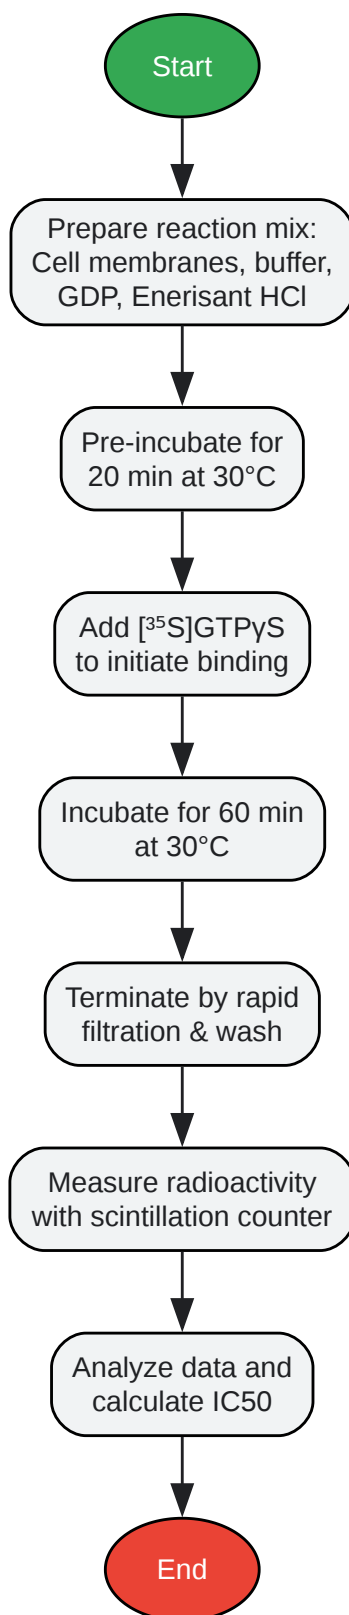 Start
Prepare reaction mix:
Cell membranes, buffer,
GDP, Enerisant HCl
Pre-incubate for
20 min at 30°C
Add [³⁵S]GTPγS
to initiate binding
Incubate for 60 min
at 30°C
Terminate by rapid
filtration & wash
Measure radioactivity
with scintillation counter
Analyze data and
calculate IC50
End